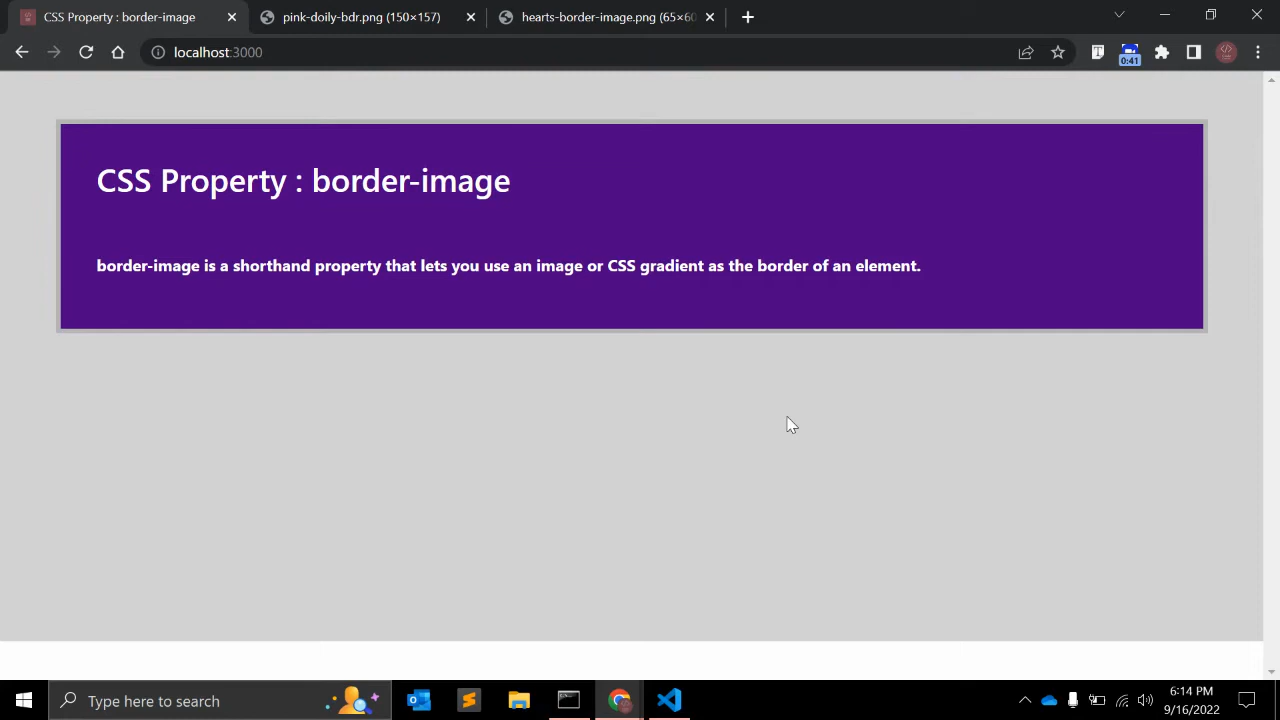 CSS Property : border-image
pink-doily-bdr.png (150×157)
hearts-border-image.png (65×60
localhost:3000
0:41
CSS Property : border-image
border-image is a shorthand property that lets you use an image or CSS gradient as the border of an element.
Type here to search
6:14 PM
9/16/2022